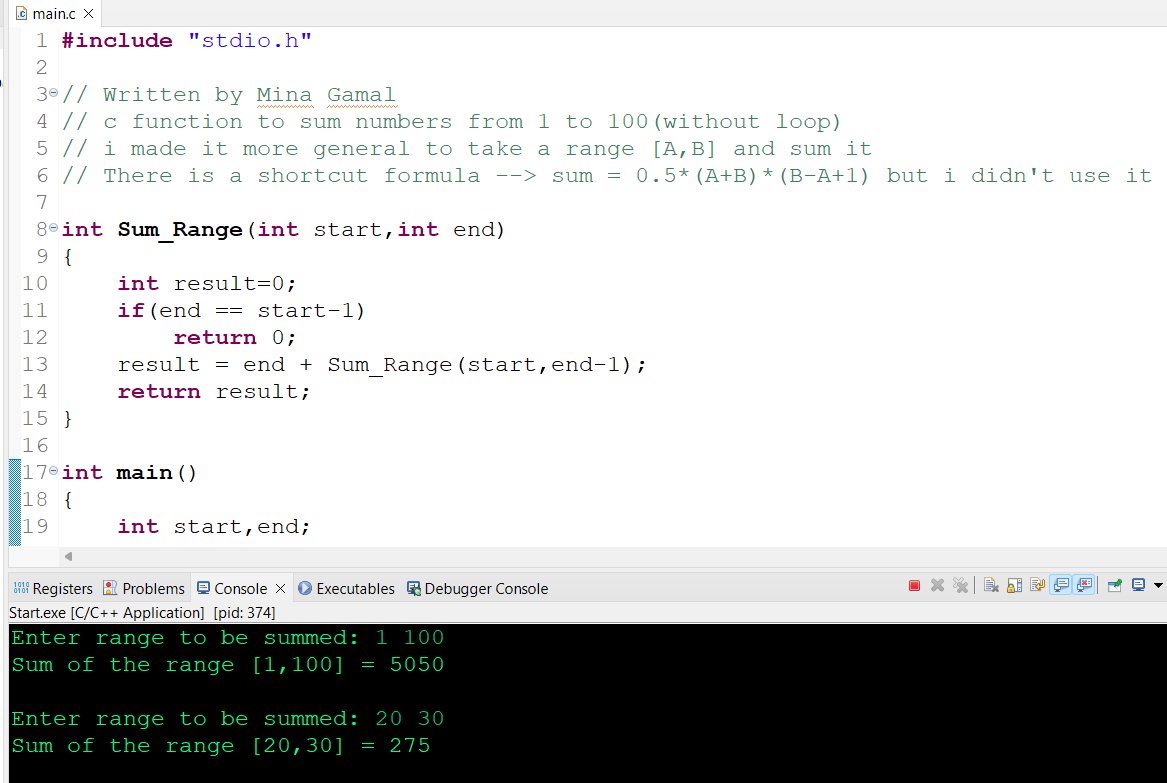 main.c
1 #include "stdio.h"
2
3 // Written by Mina Gamal
4 // c function to sum numbers from 1 to 100(without loop)
5 // i made it more general to take a range [A,B] and sum it
6 // There is a shortcut formula --> sum = 0.5*(A+B)*(B-A+1) but i didn't use it
7
8 int Sum_Range(int start,int end)
9 {
10     int result=0;
11     if(end == start-1)
12         return 0;
13     result = end + Sum_Range(start,end-1);
14     return result;
15 }
16
17 int main()
18 {
19     int start,end;
Registers Problems Console Executables Debugger Console
Start.exe [C/C++ Application] [pid: 374]
Enter range to be summed: 1 100
Sum of the range [1,100] = 5050
Enter range to be summed: 20 30
Sum of the range [20,30] = 275